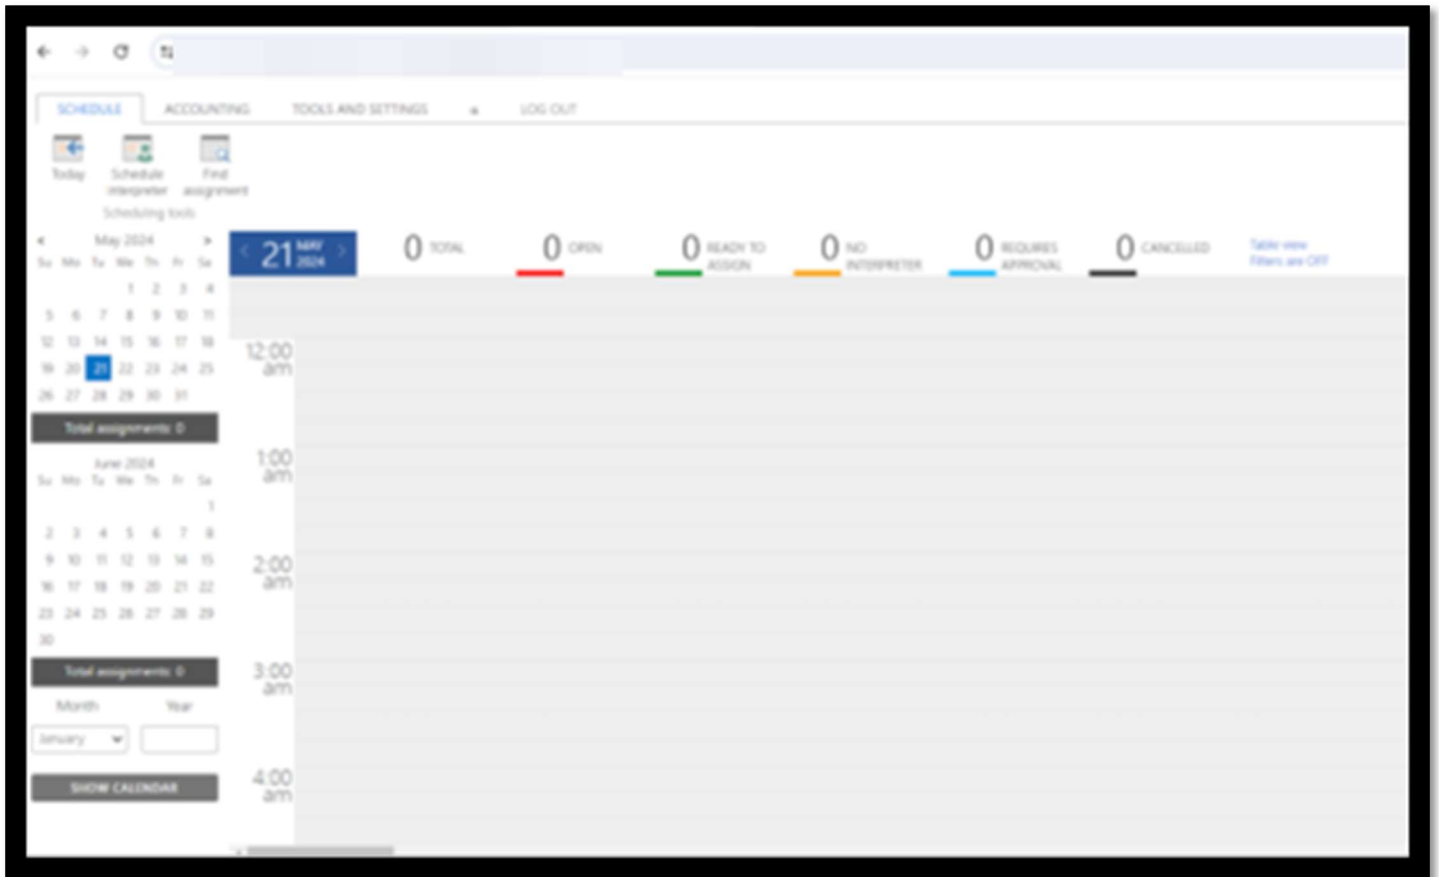 SCHEDULE ACCOUNTING TOOLS AND SETTINGS LOG OUT
Today
Schedule
interpreter
Find
assignment
Scheduling tools
< May 2024 >
Su Mo Tu We Th Fr Sa
1 2 3 4
5 6 7 8 9 10 11
12 13 14 15 16 17 18
19 20 21 22 23 24 25
26 27 28 29 30 31
Total assignments: 0
June 2024
Su Mo Tu We Th Fr Sa
1
2 3 4 5 6 7 8
9 10 11 12 13 14 15
16 17 18 19 20 21 22
23 24 25 26 27 28 29
30
Total assignments: 0
Month Year
January
SHOW CALENDAR
< 21 MAY >
2024
0 TOTAL
0 OPEN
0 READY TO
ASSIGN
0 NO
INTERPRETER
0 REQUIRES
APPROVAL
0 CANCELLED
Table view
Filters are OFF
12:00
am
1:00
am
2:00
am
3:00
am
4:00
am